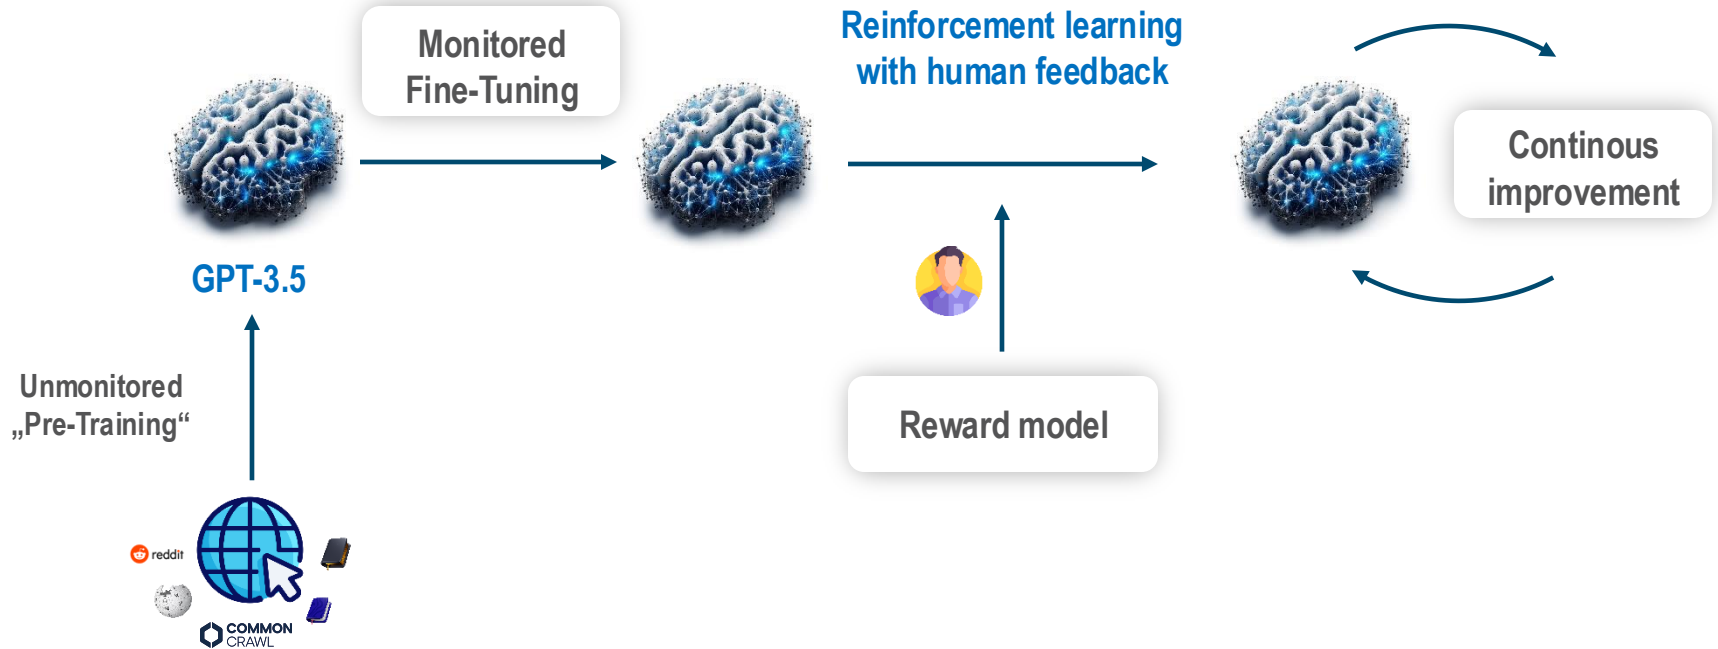 Monitored
Fine-Tuning
Reinforcement learning
with human feedback
Continous
improvement
GPT-3.5
Unmonitored
„Pre-Training“
Reward model
reddit
COMMON
CRAWL